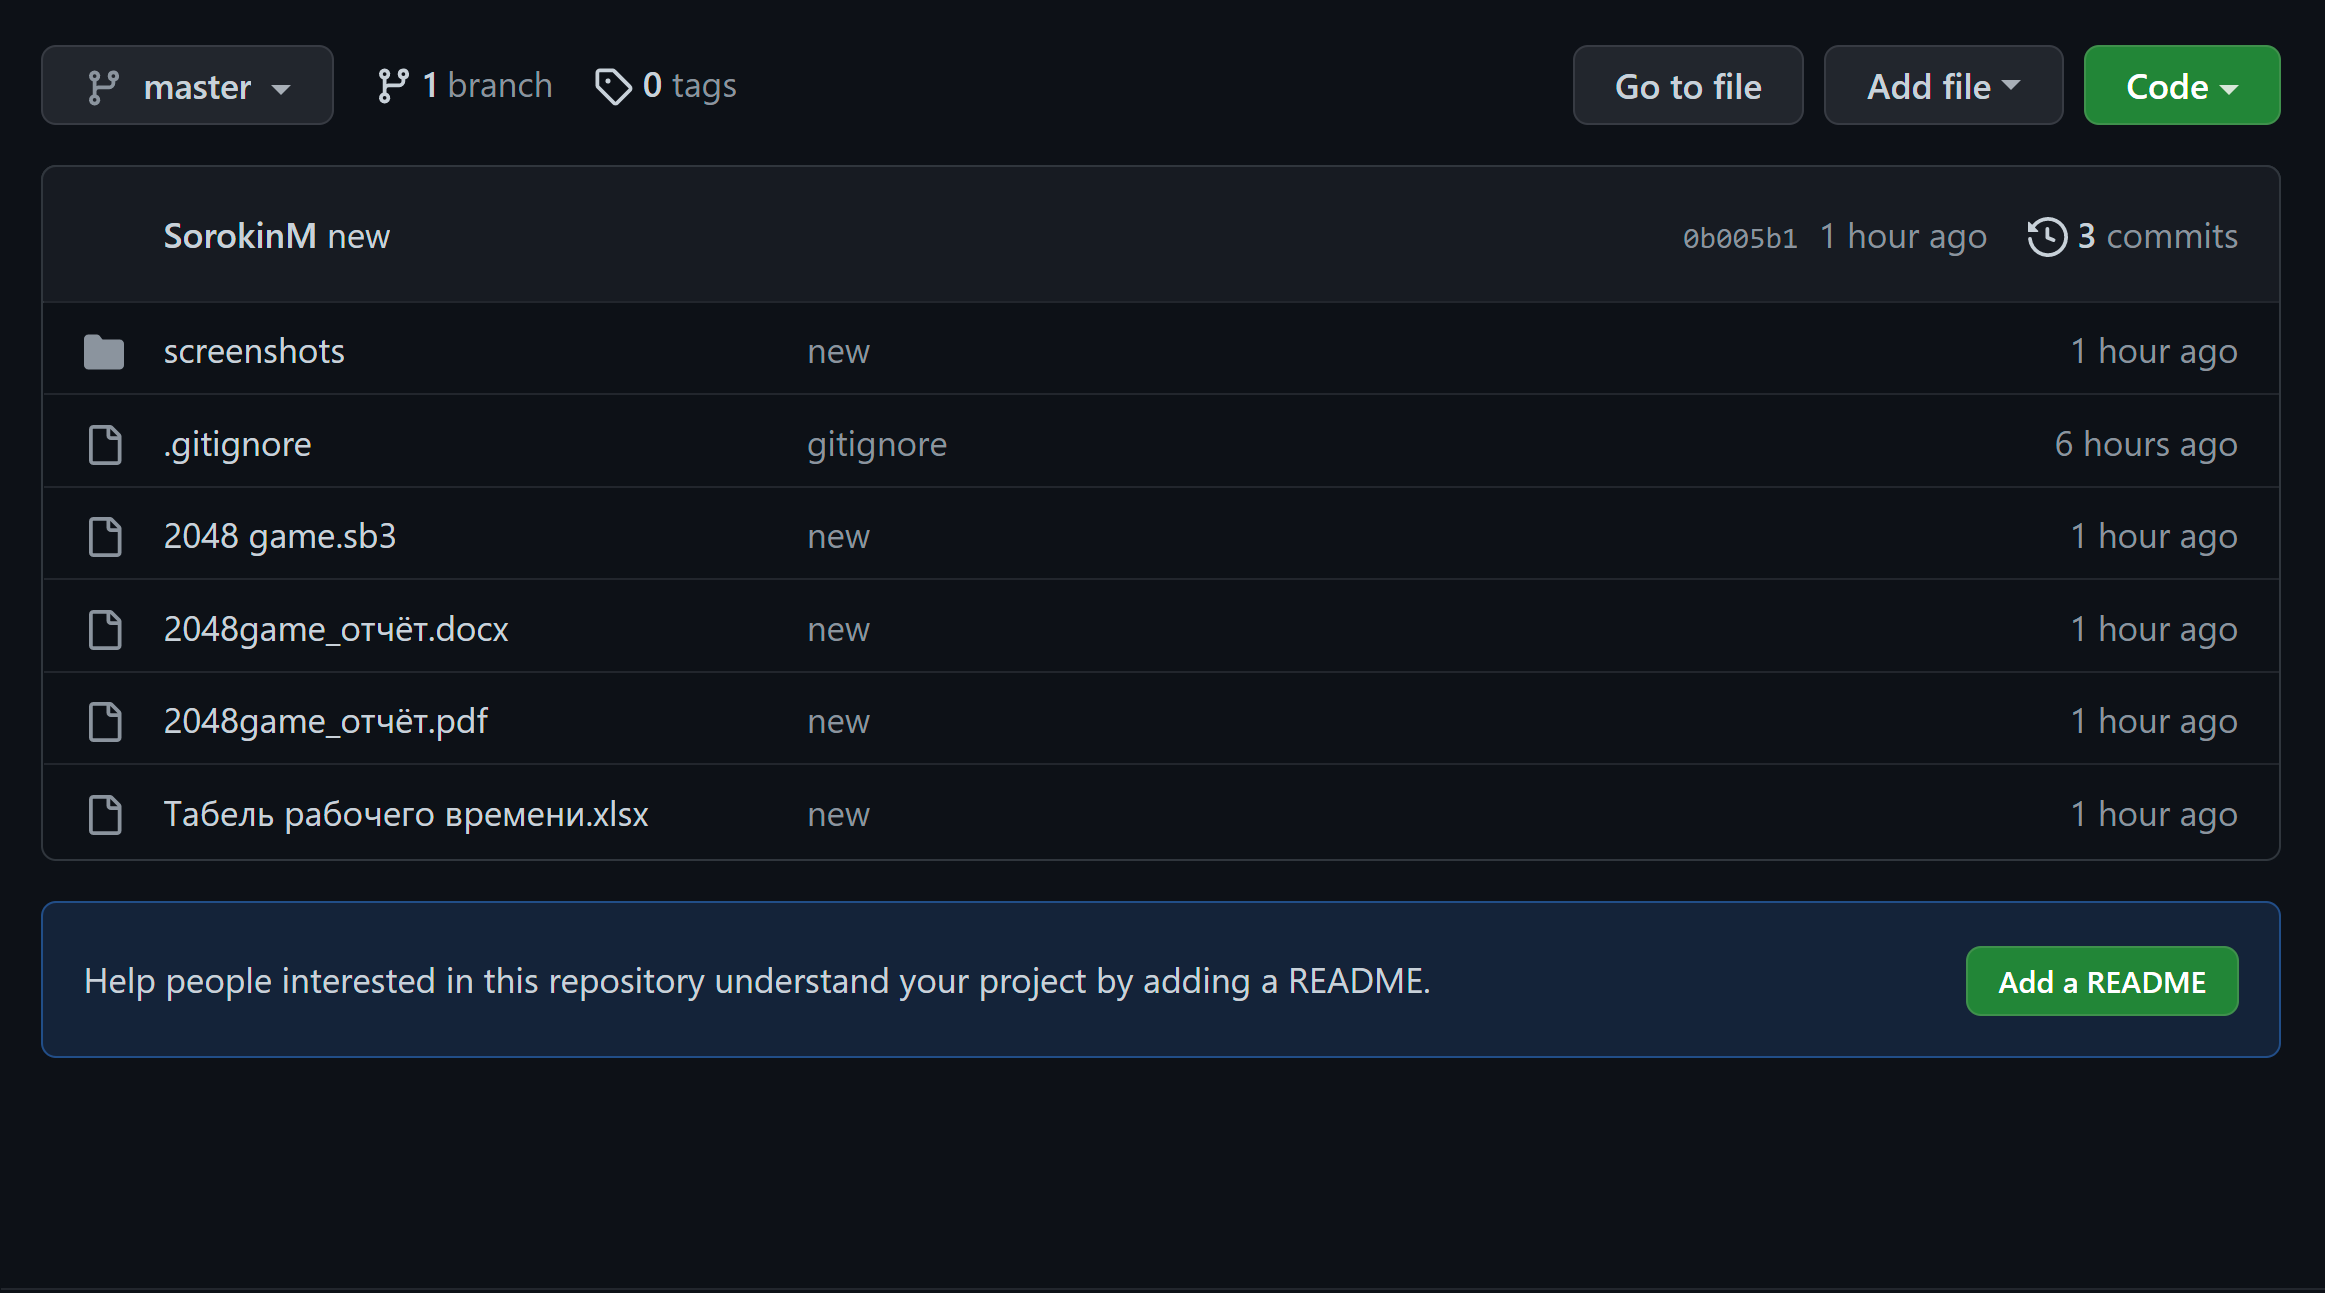 master 1 branch 0 tags Go to file Add file Code
SorokinM new 0b005b1 1 hour ago 3 commits
screenshots new 1 hour ago
.gitignore gitignore 6 hours ago
2048 game.sb3 new 1 hour ago
2048game_отчёт.docx new 1 hour ago
2048game_отчёт.pdf new 1 hour ago
Табель рабочего времени.xlsx new 1 hour ago
Help people interested in this repository understand your project by adding a README. Add a README